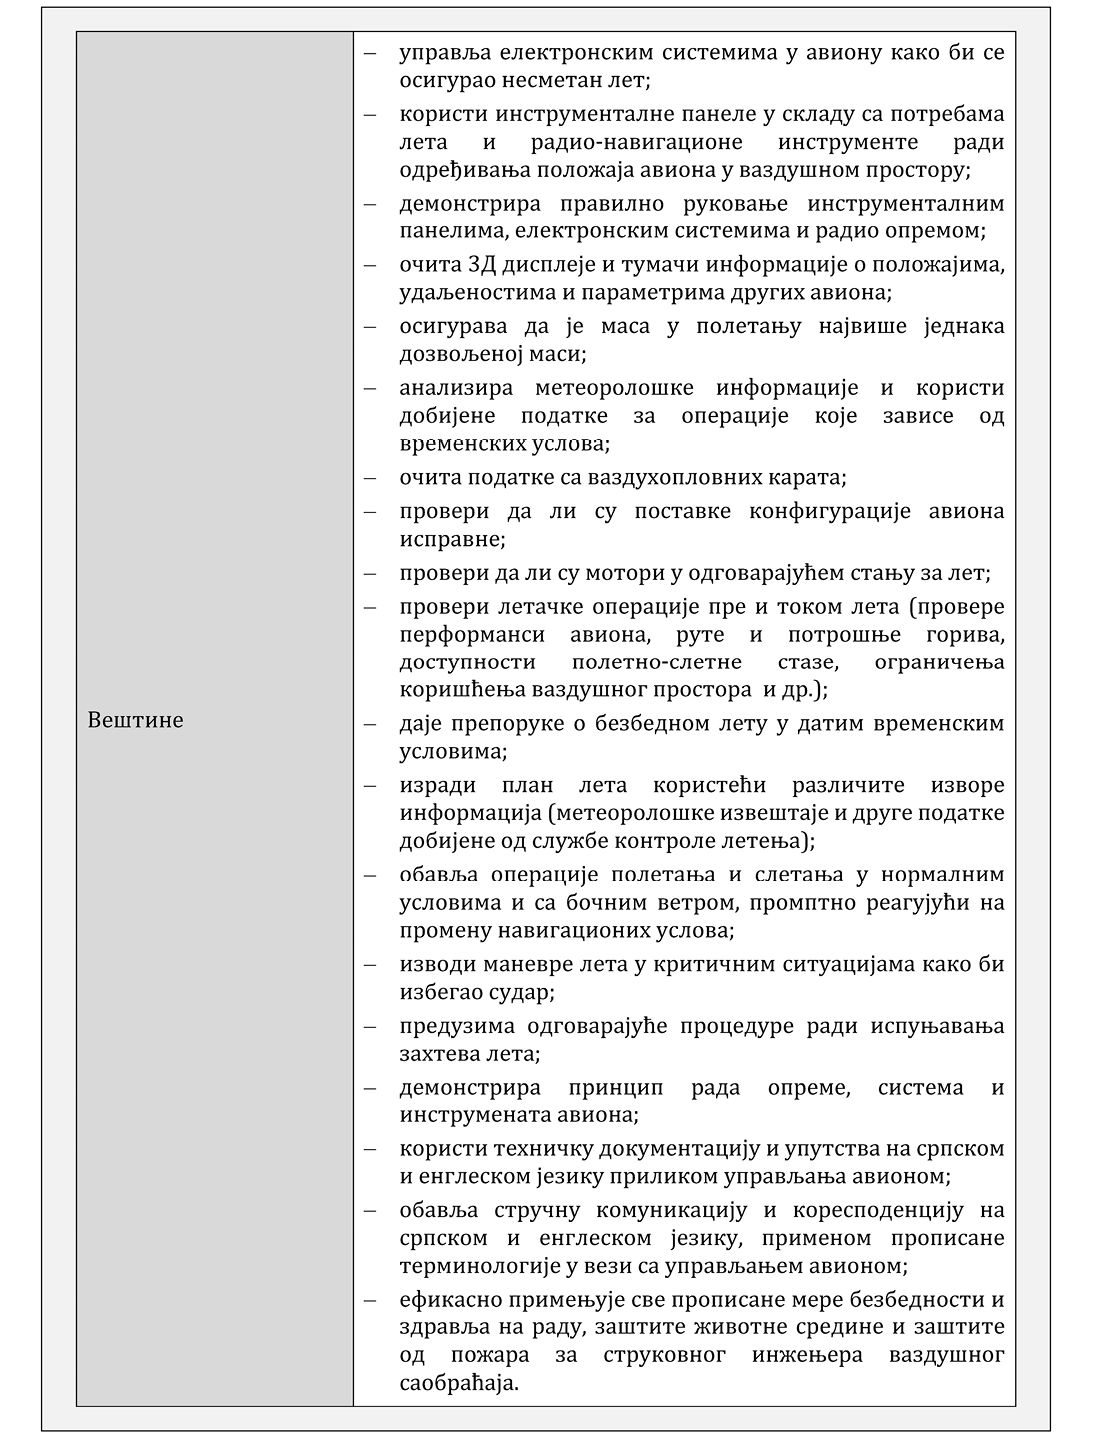 – управља електронским системима у авиону како би се
осигурао несметан лет;
– користи инструменталне панеле у складу са потребама
лета и радио-навигационе инструменте ради
одређивања положаја авиона у ваздушном простору;
– демонстрира правилно руковање инструменталним
панелима, електронским системима и радио опремом;
– очита 3Д дисплеје и тумачи информације о положајима,
удаљеностима и параметрима других авиона;
– осигурава да је маса у полетању највише једнака
дозвољеној маси;
– анализира метеоролошке информације и користи
добијене податке за операције које зависе од
временских услова;
– очита податке са ваздухопловних карата;
– провери да ли су поставке конфигурације авиона
исправне;
– провери да ли су мотори у одговарајућем стању за лет;
– провери летачке операције пре и током лета (провере
перформанси авиона, руте и потрошње горива,
доступности полетно-слетне стазе, ограничења
коришћења ваздушног простора и др.);
Вештине
– даје препоруке о безбедном лету у датим временским
условима;
– изради план лета користећи различите изворе
информација (метеоролошке извештаје и друге податке
добијене од службе контроле летења);
– обавља операције полетања и слетања у нормалним
условима и са бочним ветром, промптно реагујући на
промену навигационих услова;
– изводи маневре лета у критичним ситуацијама како би
избегао судар;
– предузима одговарајуће процедуре ради испуњавања
захтева лета;
– демонстрира принцип рада опреме, система и
инструмената авиона;
– користи техничку документацију и упутства на српском
и енглеском језику приликом управљања авионом;
– обавља стручну комуникацију и коресподенцију на
српском и енглеском језику, применом прописане
терминологије у вези са управљањем авионом;
– ефикасно примењује све прописане мере безбедности и
здравља на раду, заштите животне средине и заштите
од пожара за струковног инжењера ваздушног
саобраћаја.